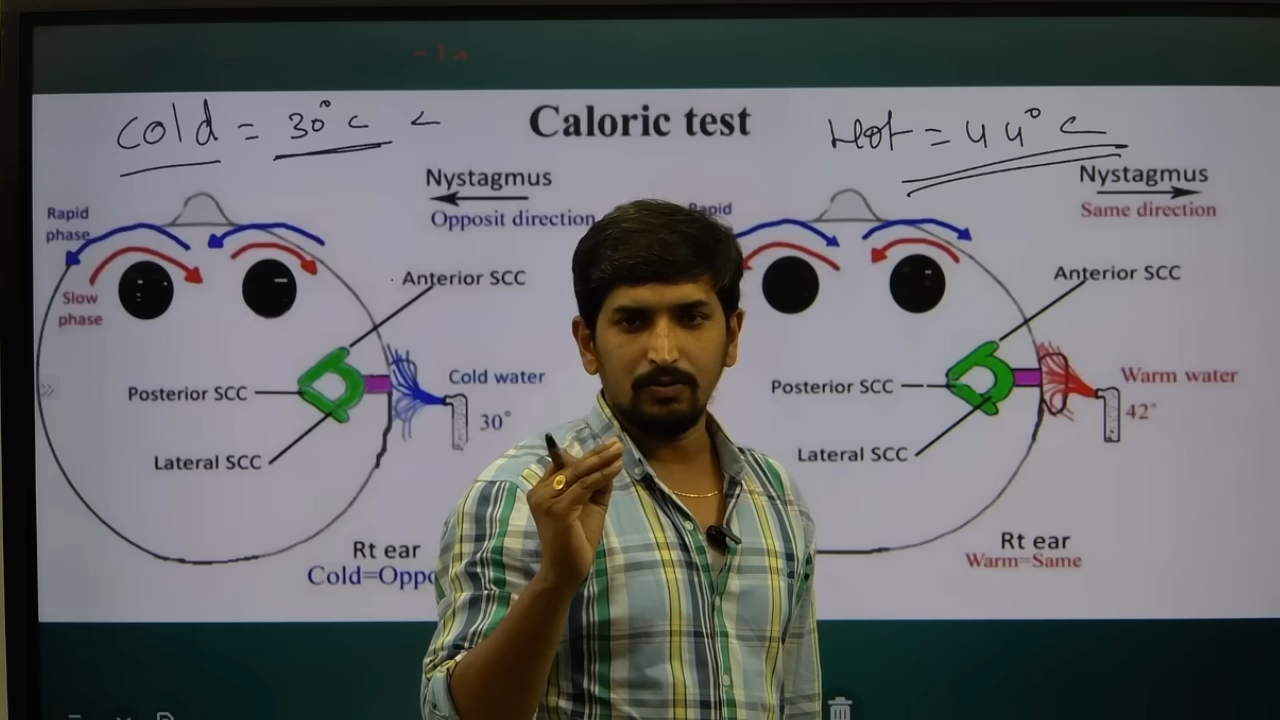 Cold = 30°C <
Caloric test
Hot = 44°C
Nystagmus
Opposit direction
Rapid
phase
Slow
phase
Anterior SCC
Posterior SCC
Lateral SCC
Cold water
30°
Rt ear
Cold=Oppo
Nystagmus
Same direction
Rapid
Anterior SCC
Posterior SCC
Lateral SCC
Warm water
42°
Rt ear
Warm=Same